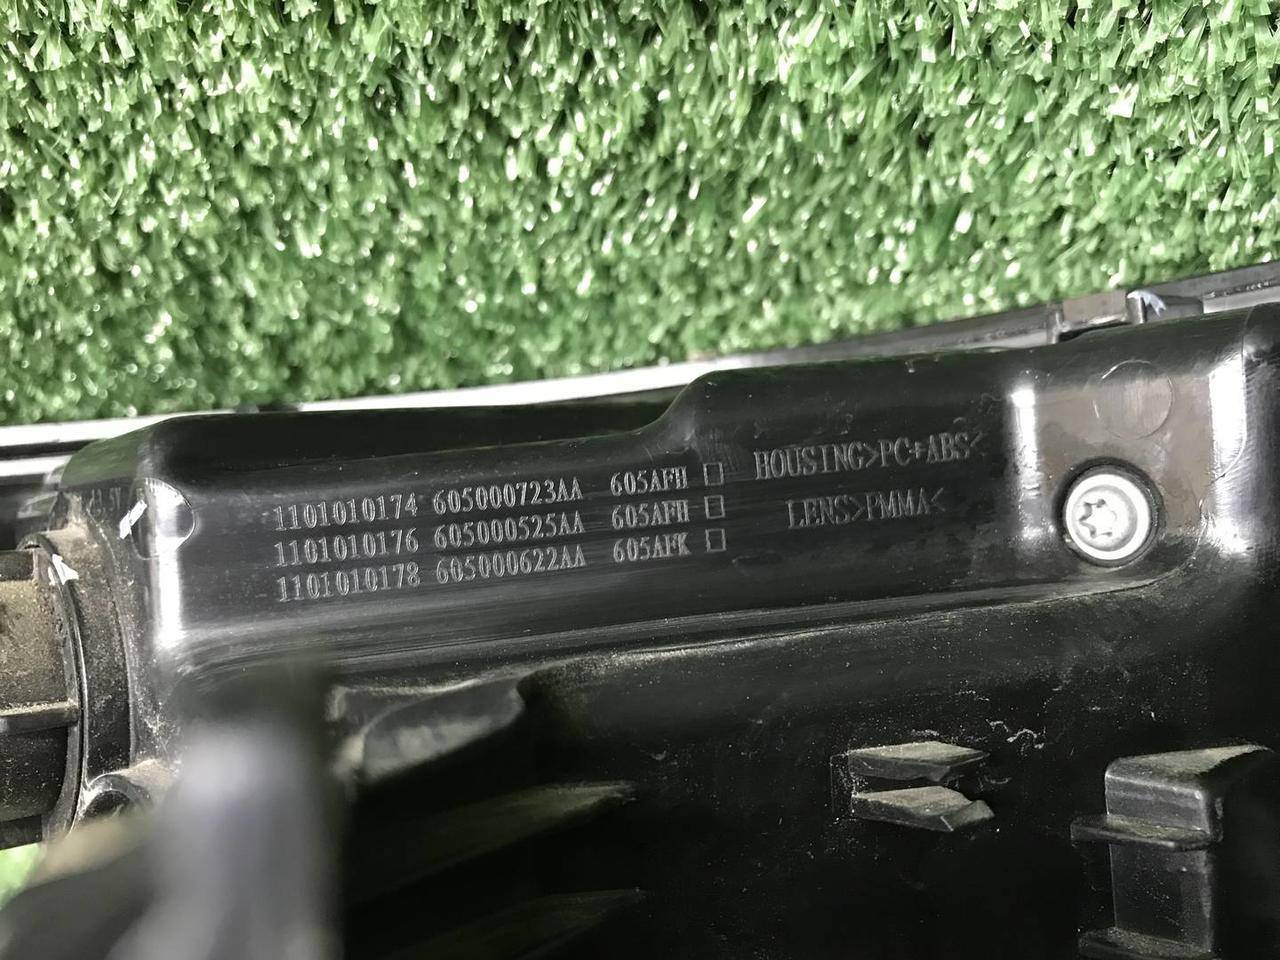 1101010174 605000723AA 605AFH □
1101010176 605000525AA 605AFH □
1101010178 605000622AA 605AFK □
HOUSING>PC+ABS<
LENS>PMMA<